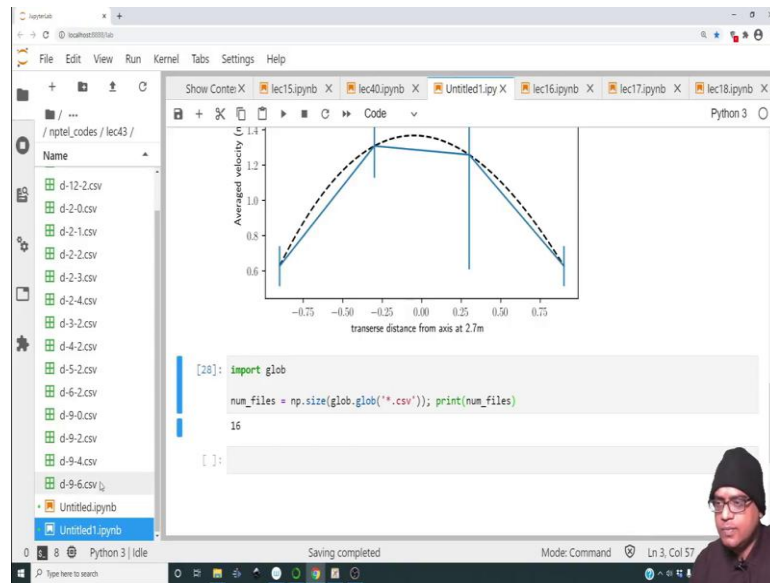 JupyterLab
localhost:8888/lab
File Edit View Run Kernel Tabs Settings Help
Show Conte X lec15.ipynb X lec40.ipynb X Untitled1.ipy X lec16.ipynb X lec17.ipynb X lec18.ipynb X
Code Python 3
/ ...
/ nptel_codes / lec43 /
Name
d-12-2.csv
d-2-0.csv
d-2-1.csv
d-2-2.csv
d-2-3.csv
d-2-4.csv
d-3-2.csv
d-4-2.csv
d-5-2.csv
d-6-2.csv
d-9-0.csv
d-9-2.csv
d-9-4.csv
d-9-6.csv
Untitled.ipynb
Untitled1.ipynb
Averaged velocity (n
1.4
1.2
1.0
0.8
0.6
−0.75 −0.50 −0.25 0.00 0.25 0.50 0.75
transerse distance from axis at 2.7m
[28]: import glob
num_files = np.size(glob.glob('*.csv')); print(num_files)
16
[ ]:
0 8 Python 3 | Idle Saving completed Mode: Command Ln 3, Col 57
Type here to search